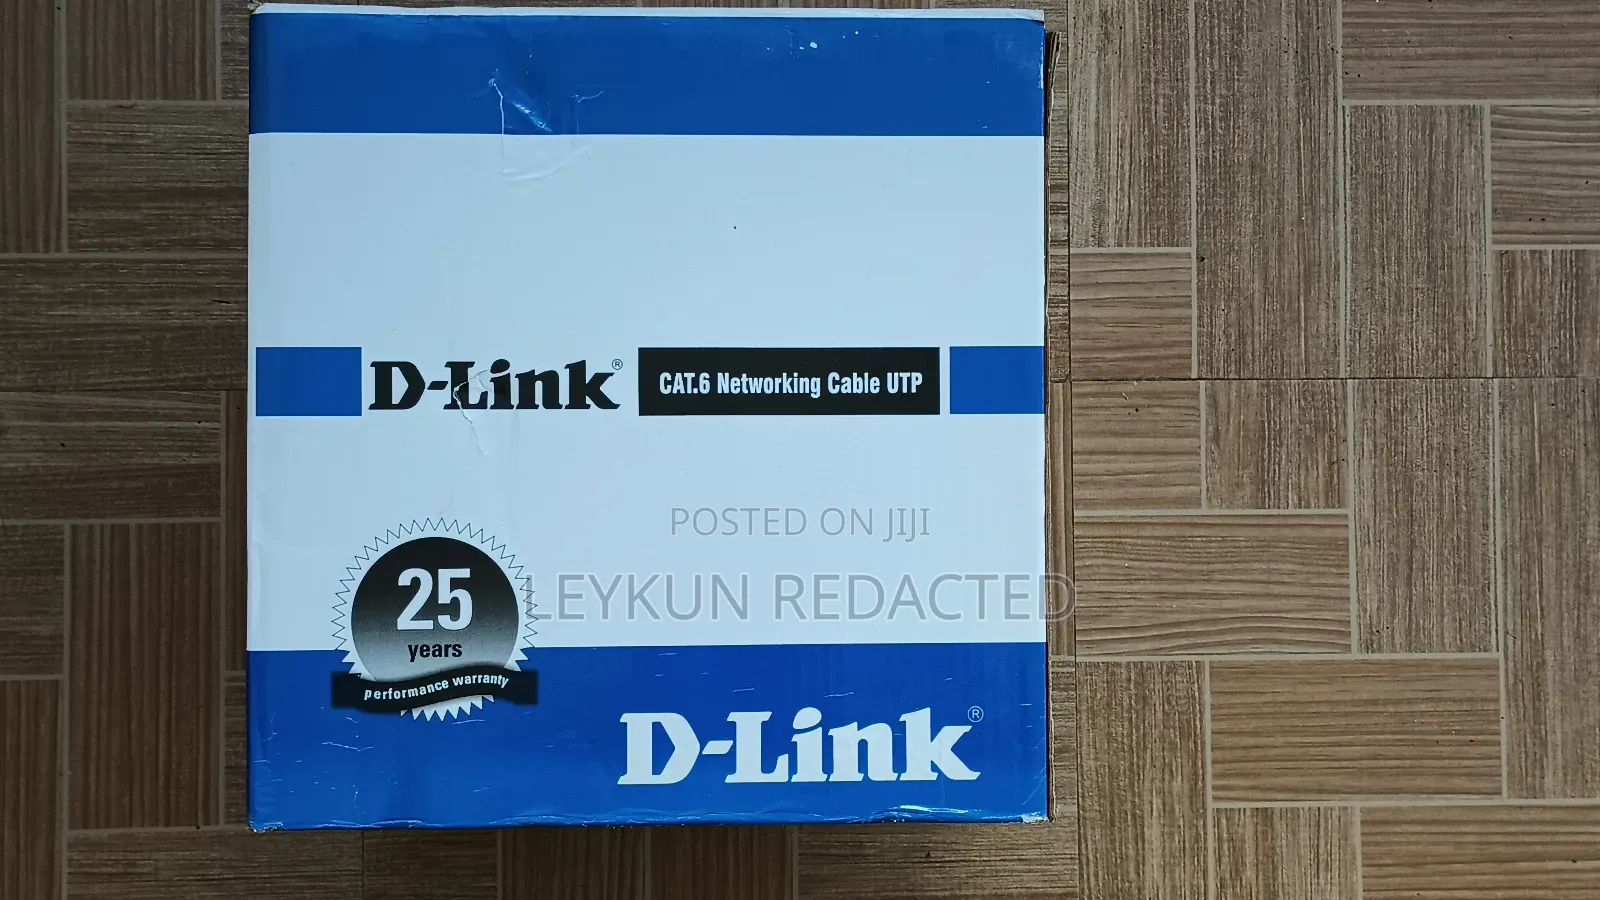 D-Link®
CAT.6 Networking Cable UTP
POSTED ON JIJI
LEYKUN REDACTED
25
years
performance warranty
D-Link®